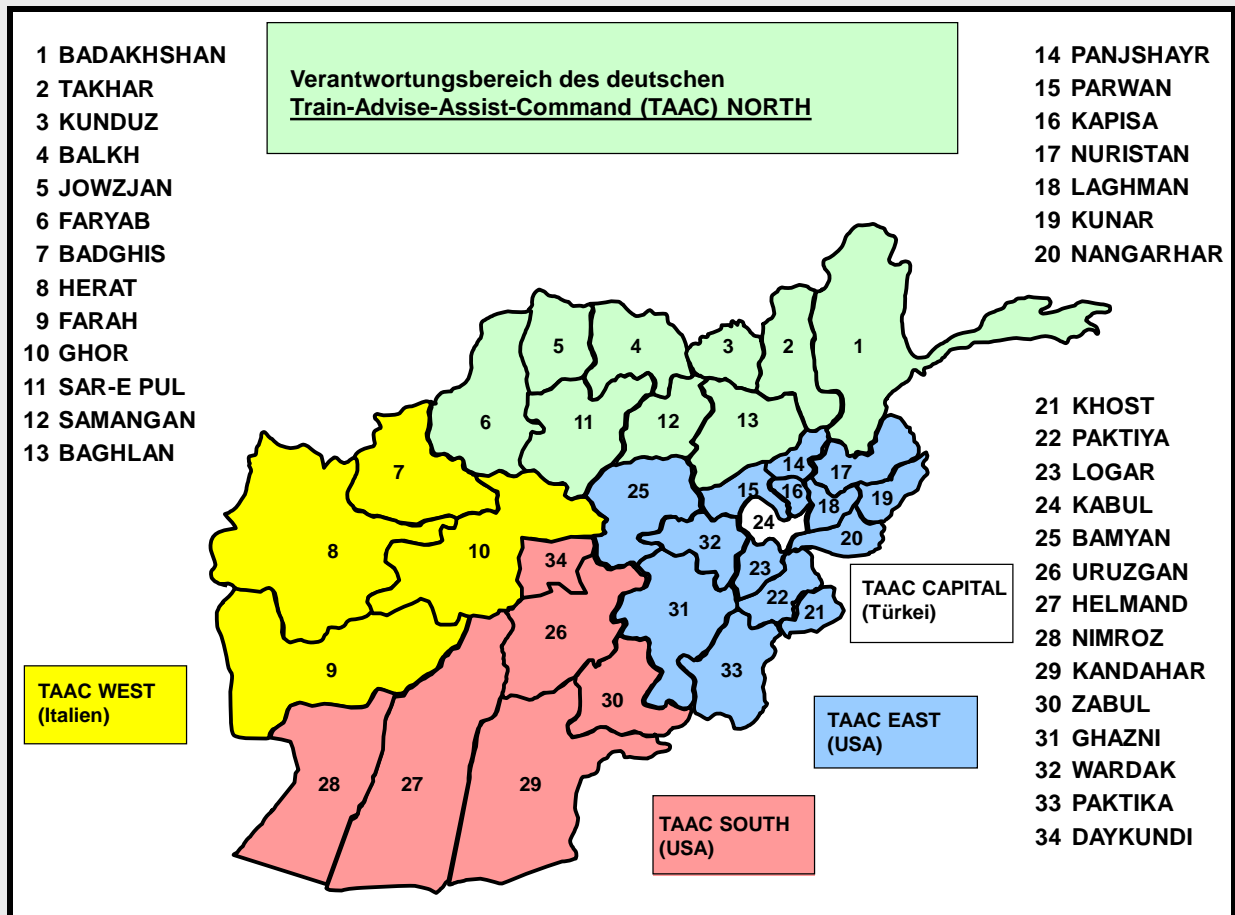 1 BADAKHSHAN
2 TAKHAR
3 KUNDUZ
4 BALKH
5 JOWZJAN
6 FARYAB
7 BADGHIS
8 HERAT
9 FARAH
10 GHOR
11 SAR-E PUL
12 SAMANGAN
13 BAGHLAN
Verantwortungsbereich des deutschen
Train-Advise-Assist-Command (TAAC) NORTH
14 PANJSHAYR
15 PARWAN
16 KAPISA
17 NURISTAN
18 LAGHMAN
19 KUNAR
20 NANGARHAR
21 KHOST
22 PAKTIYA
23 LOGAR
24 KABUL
25 BAMYAN
26 URUZGAN
27 HELMAND
28 NIMROZ
29 KANDAHAR
30 ZABUL
31 GHAZNI
32 WARDAK
33 PAKTIKA
34 DAYKUNDI
5
4
3
2
1
6
11
12
13
7
25
14
17
15
16
18
19
24
20
8
10
34
32
23
22
21
31
26
9
33
30
28
27
29
TAAC CAPITAL
(Türkei)
TAAC WEST
(Italien)
TAAC EAST
(USA)
TAAC SOUTH
(USA)